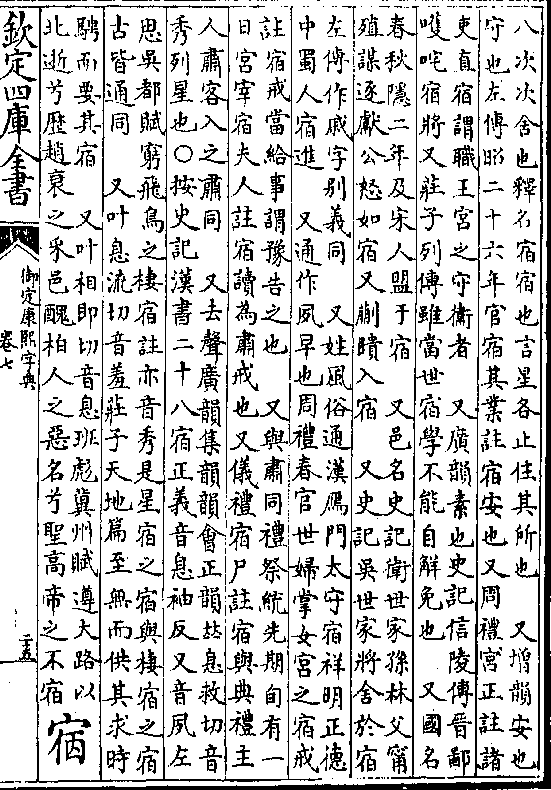 八次次舍也釋名宿宿也言星各止住其所也　又增韻安也
守也左傳昭二十六年官宿其業註宿安也又周禮宮正註諸
吏直宿謂職王宮之守衞者　又廣韻素也史記信陵傳晉鄙
嚄唶宿將又莊子列傳雖當世宿學不能自解免也　又國名
春秋隱二年及宋人盟于宿　又邑名史記衞世家孫林父甯
殖謀逐獻公怒如宿又蒯瞶入宿　又史記吳世家將舍於宿
左傳作戚字別義同　又姓風俗通漢鴈門太守宿祥明正德
中蜀人宿進　又通作夙早也周禮春官世婦掌女宮之宿戒
註宿戒當給事謂豫告之也　又與肅同禮祭統先期旬有一
日宮宰宿夫人註宿讀為肅戒也又儀禮宿尸註宿與典禮主
人肅客入之肅同　又去聲廣韻集韻韻會正韻𠀤息救切音
秀列星也○按史記漢書二十八宿正義音息袖反又音夙左
思吳都賦窮飛鳥之棲宿註亦音秀是星宿之宿與棲宿之宿
古皆通同　又叶息流切音羞莊子天地篇至無而供其求時
騁而要其宿　又叶相即切音息班彪冀州賦遵大路以
北逝兮歷趙衰之采邑醜柏人之惡名兮聖高帝之不宿
㝛
欽定四庫全書
御定康熙字典
卷七
二五